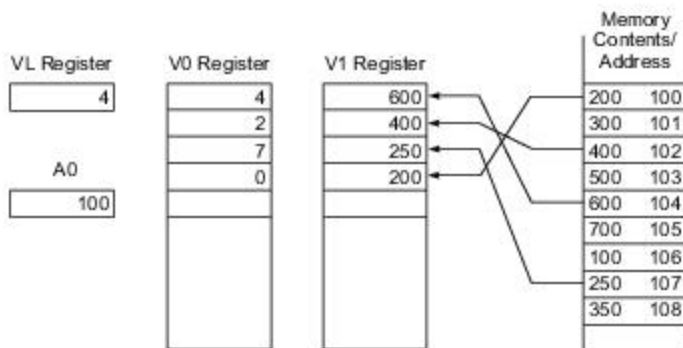 Memory
Contents/
Address
VL Register V0 Register V1 Register
4 4 600 200 100
2 400 300 101
7 250 400 102
A0 0 200 500 103
100 600 104
700 105
100 106
250 107
350 108